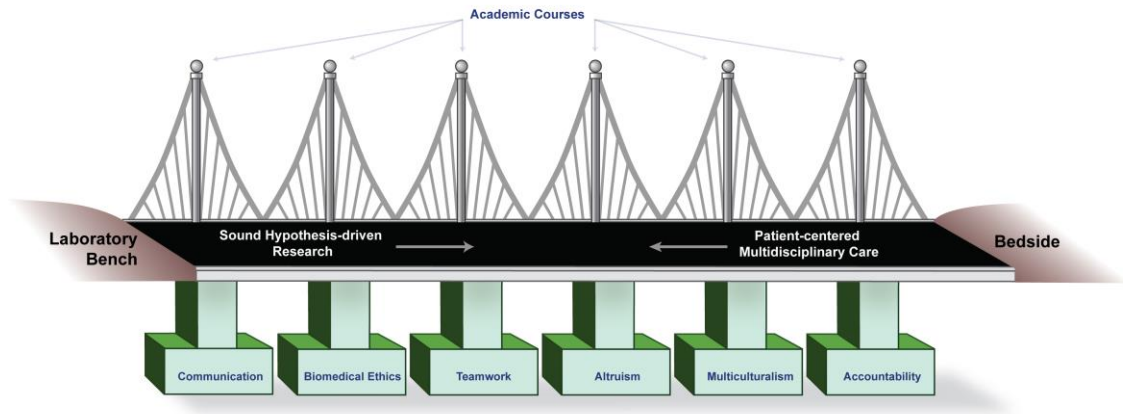 Academic Courses
Laboratory
Bench
Sound Hypothesis-driven
Research
Patient-centered
Multidisciplinary Care
Bedside
Communication
Biomedical Ethics
Teamwork
Altruism
Multiculturalism
Accountability